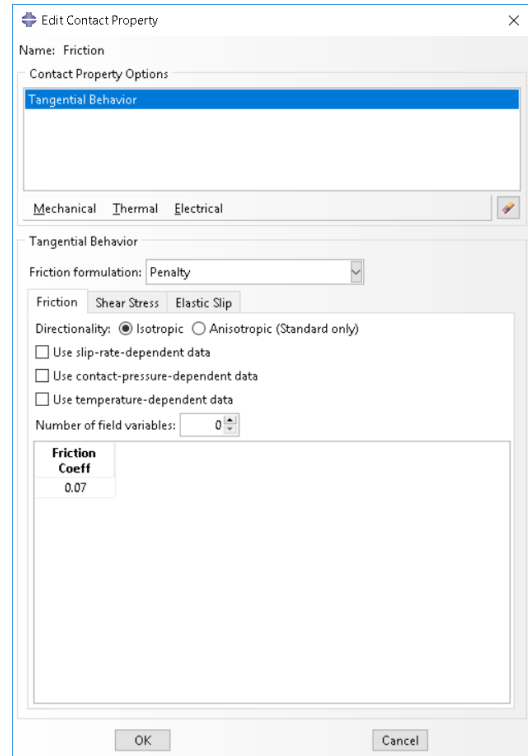 Edit Contact Property
Name: Friction
Contact Property Options
Tangential Behavior
Mechanical Thermal Electrical
Tangential Behavior
Friction formulation: Penalty
Friction Shear Stress Elastic Slip
Directionality: Isotropic Anisotropic (Standard only)
Use slip-rate-dependent data
Use contact-pressure-dependent data
Use temperature-dependent data
Number of field variables: 0
Friction
Coeff
0.07
OK Cancel